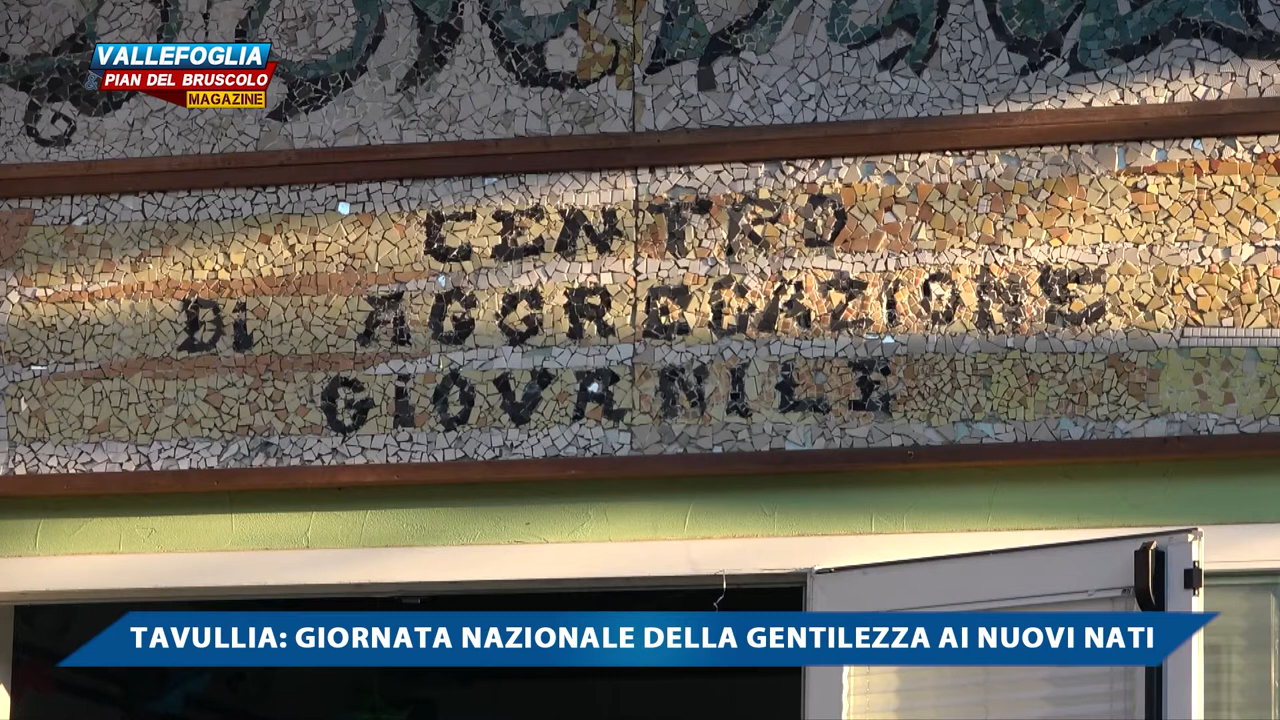 VALLEFOGLIA
& PIAN DEL BRUSCOLO
MAGAZINE
CENTRO
Di AGGREGAZIONE
GiOVANILE
TAVULLIA: GIORNATA NAZIONALE DELLA GENTILEZZA AI NUOVI NATI